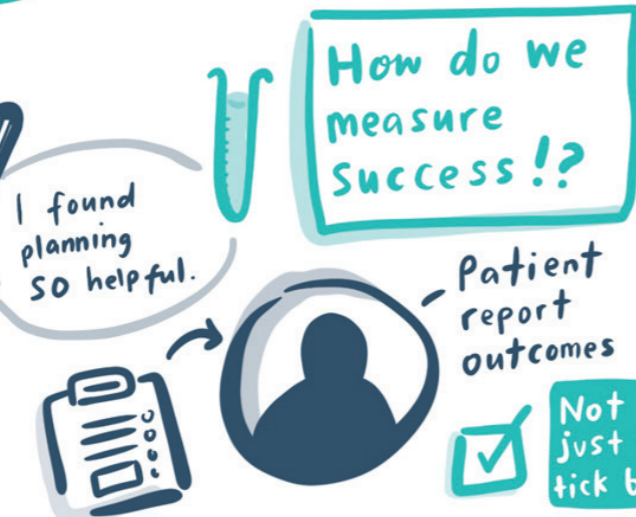 How do we
measure
success!?
I found
planning
so helpful.
Patient
report
outcomes
Not
just
tick